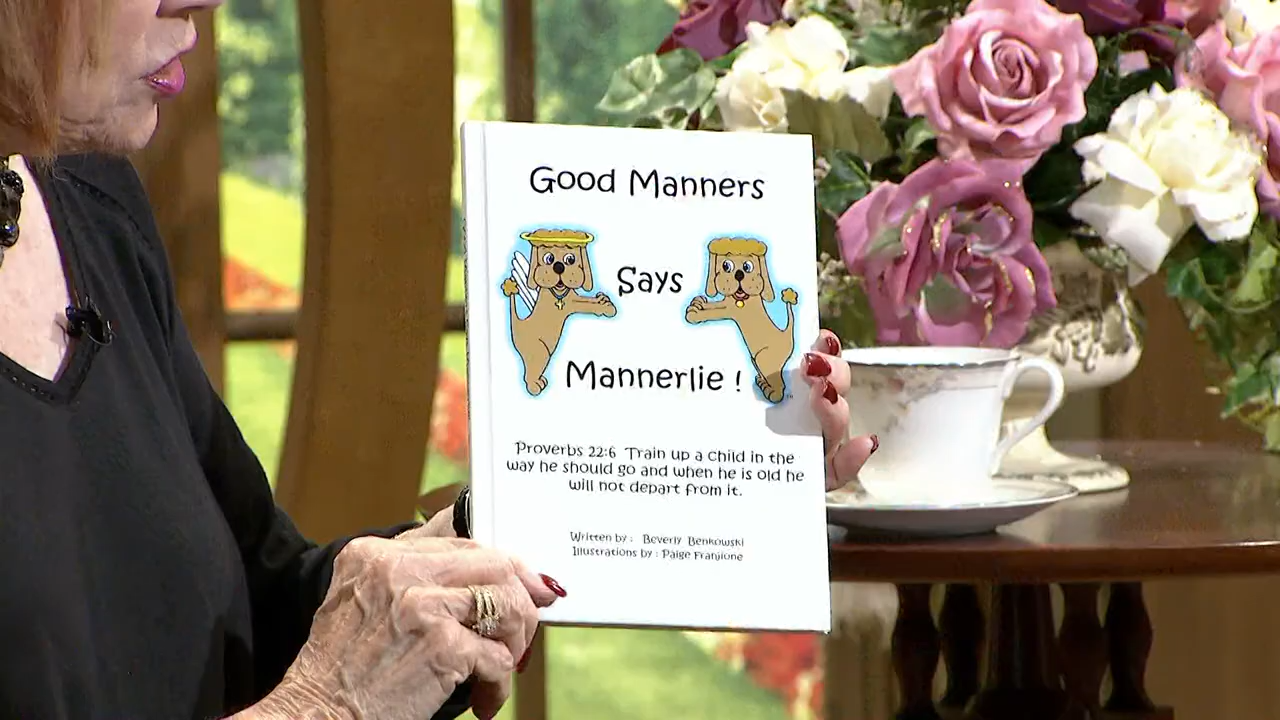 Good Manners
Says
Mannerlie !
Proverbs 22:6 Train up a child in the
way he should go and when he is old he
will not depart from it.
Written by : Beverly Benkowski
Illustrations by : Paige Franjione